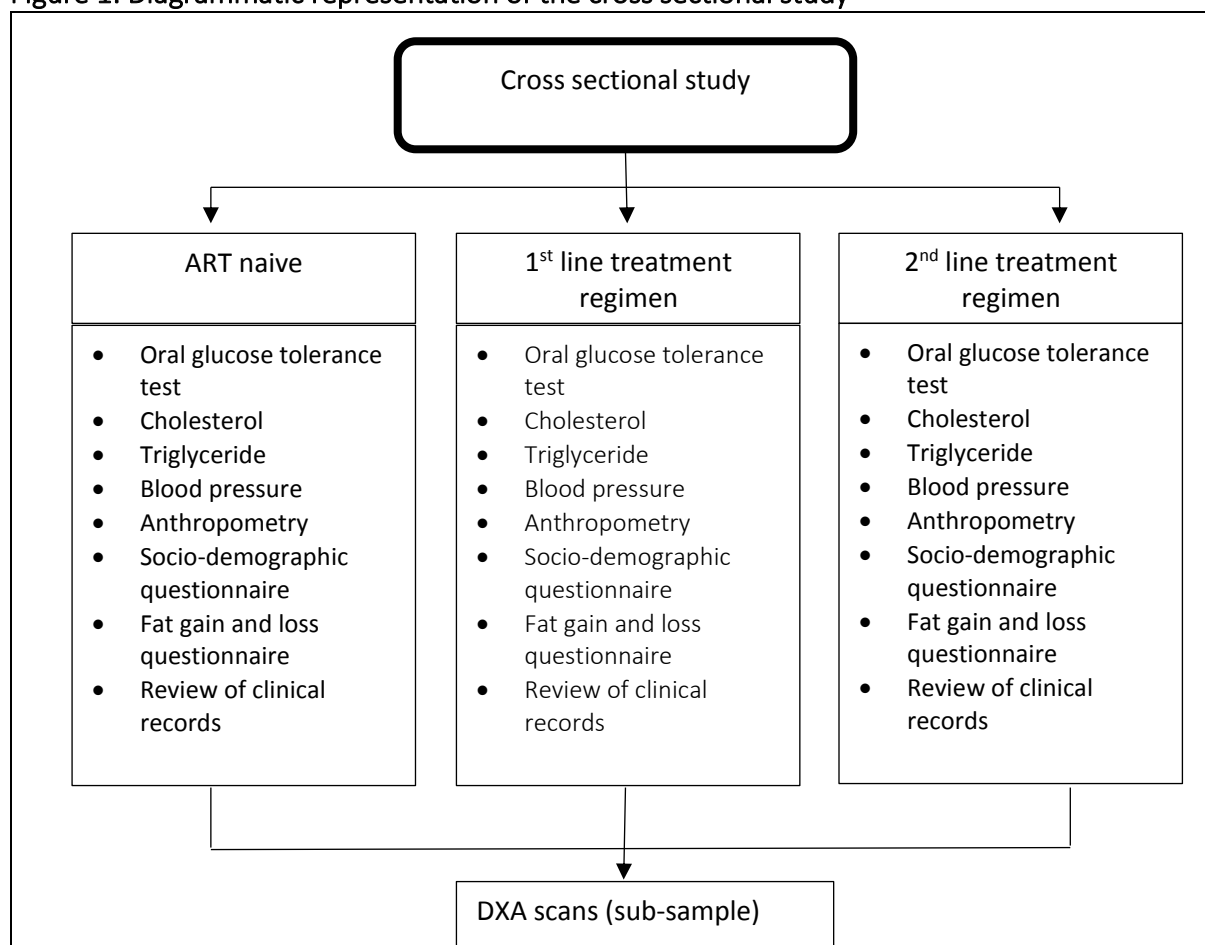 Figure 1: Diagrammatic representation of the cross sectional study
Cross sectional study
ART naive
• Oral glucose tolerance
test
• Cholesterol
• Triglyceride
• Blood pressure
• Anthropometry
• Socio-demographic
questionnaire
• Fat gain and loss
questionnaire
• Review of clinical
records
1st line treatment
regimen
• Oral glucose tolerance
test
• Cholesterol
• Triglyceride
• Blood pressure
• Anthropometry
• Socio-demographic
questionnaire
• Fat gain and loss
questionnaire
• Review of clinical
records
2nd line treatment
regimen
• Oral glucose tolerance
test
• Cholesterol
• Triglyceride
• Blood pressure
• Anthropometry
• Socio-demographic
questionnaire
• Fat gain and loss
questionnaire
• Review of clinical
records
DXA scans (sub-sample)